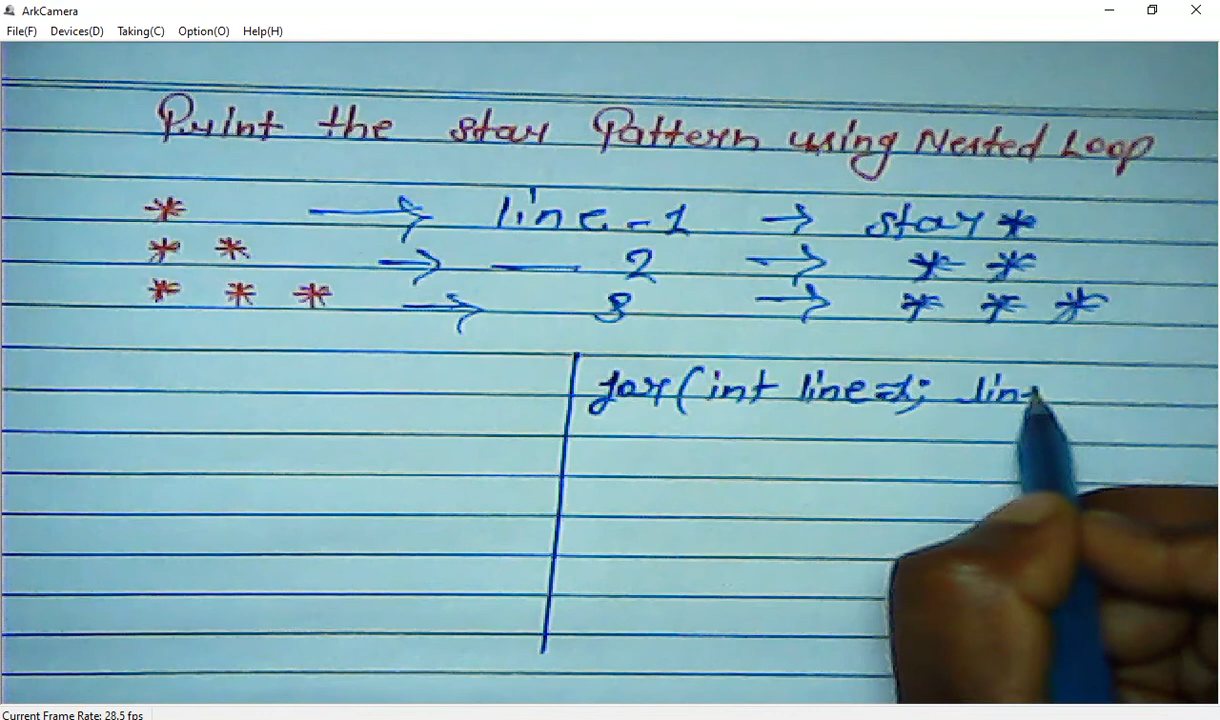 ArkCamera
File(F) Devices(D) Taking(C) Option(O) Help(H)
Print the star Pattern using Nested Loop
* → line - 1 → star *
* * → — 2 → * *
* * * → 3 → * * *
for(int line=1; lin
Current Frame Rate: 28.5 fps